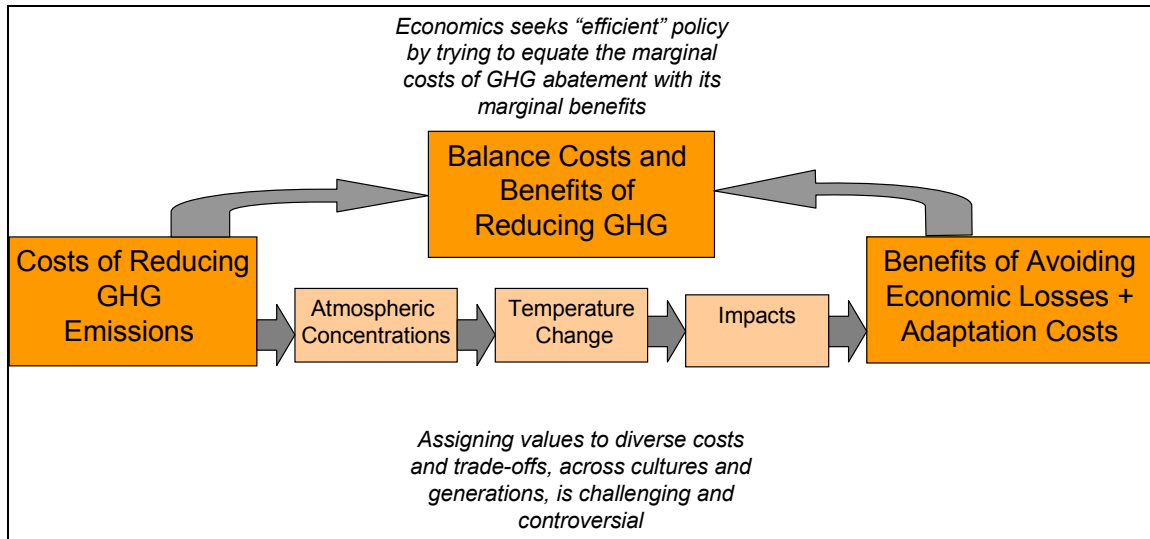 Economics seeks “efficient” policy
by trying to equate the marginal
costs of GHG abatement with its
marginal benefits
Balance Costs and
Benefits of
Reducing GHG
Costs of Reducing
GHG
Emissions
Atmospheric
Concentrations
Temperature
Change
Impacts
Benefits of Avoiding
Economic Losses +
Adaptation Costs
Assigning values to diverse costs
and trade-offs, across cultures and
generations, is challenging and
controversial